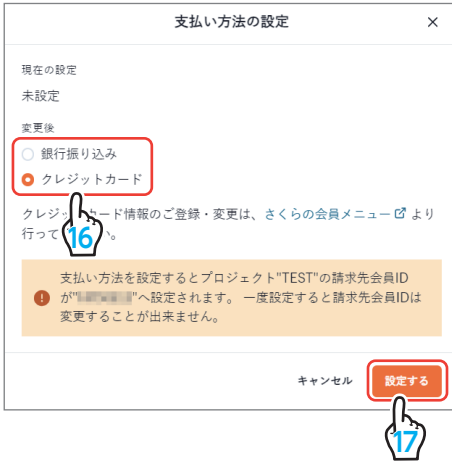 支払い方法の設定
現在の設定
未設定
変更後
銀行振り込み
クレジットカード
クレジットカード情報のご登録・変更は、さくらの会員メニュー より
行って い。
16
支払い方法を設定するとプロジェクト"TEST"の請求先会員ID
が" "へ設定されます。 一度設定すると請求先会員IDは
変更することが出来ません。
キャンセル 設定する
17